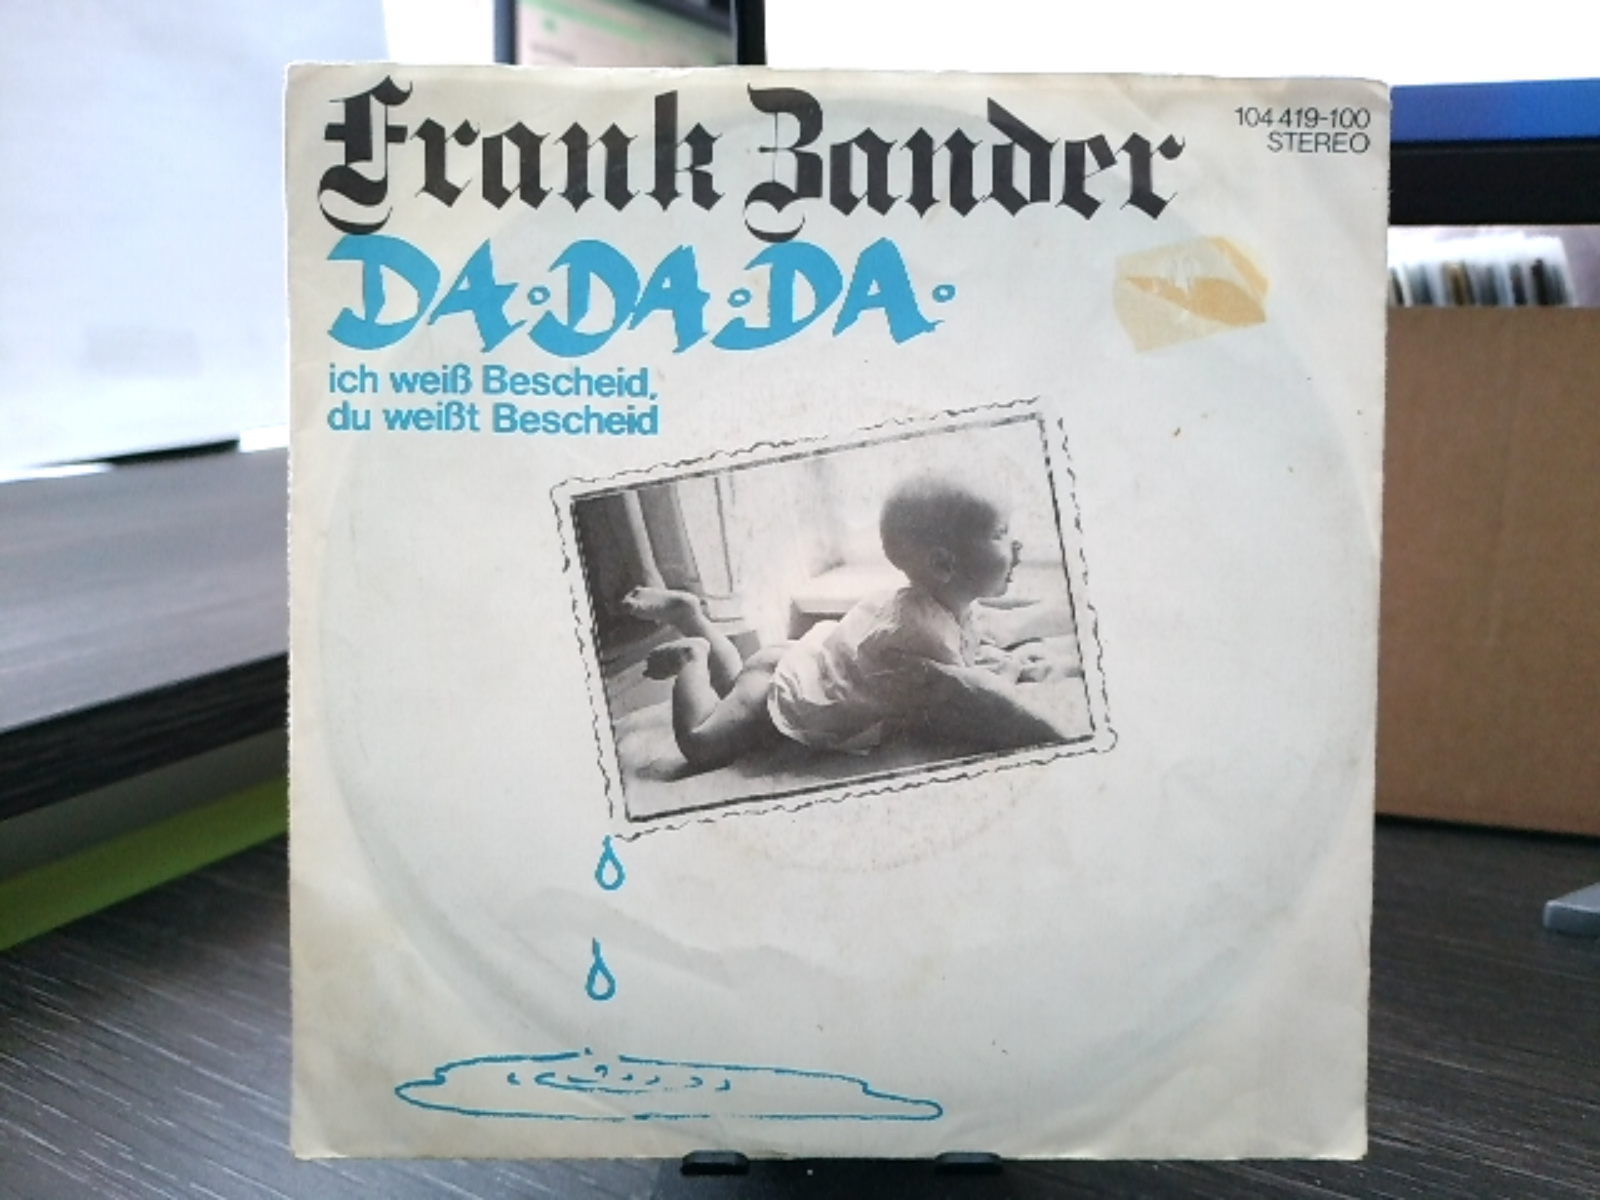 Frank Zander
104 419-100
STEREO
DA·DA·DA·
ich weiß Bescheid,
du weißt Bescheid